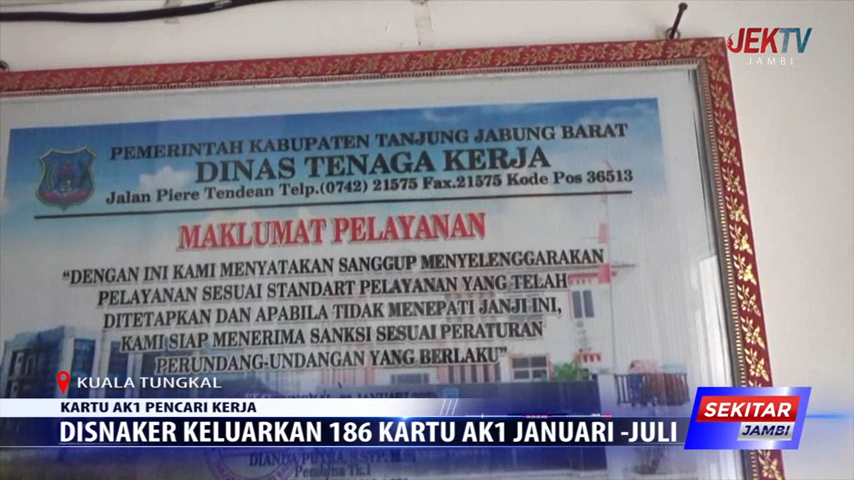 JEKTV
JAMBI
PEMERINTAH KABUPATEN TANJUNG JABUNG BARAT
DINAS TENAGA KERJA
Jalan Piere Tendean Telp.(0742) 21575 Fax.21575 Kode Pos 36513
MAKLUMAT PELAYANAN
"DENGAN INI KAMI MENYATAKAN SANGGUP MENYELENGGARAKAN
PELAYANAN SESUAI STANDART PELAYANAN YANG TELAH
DITETAPKAN DAN APABILA TIDAK MENEPATI JANJI INI,
KAMI SIAP MENERIMA SANKSI SESUAI PERATURAN
PERUNDANG-UNDANGAN YANG BERLAKU"
KUALA TUNGKAL
KARTU AK1 PENCARI KERJA
DISNAKER KELUARKAN 186 KARTU AK1 JANUARI -JULI
SEKITAR
JAMBI
Pembina Tk.I